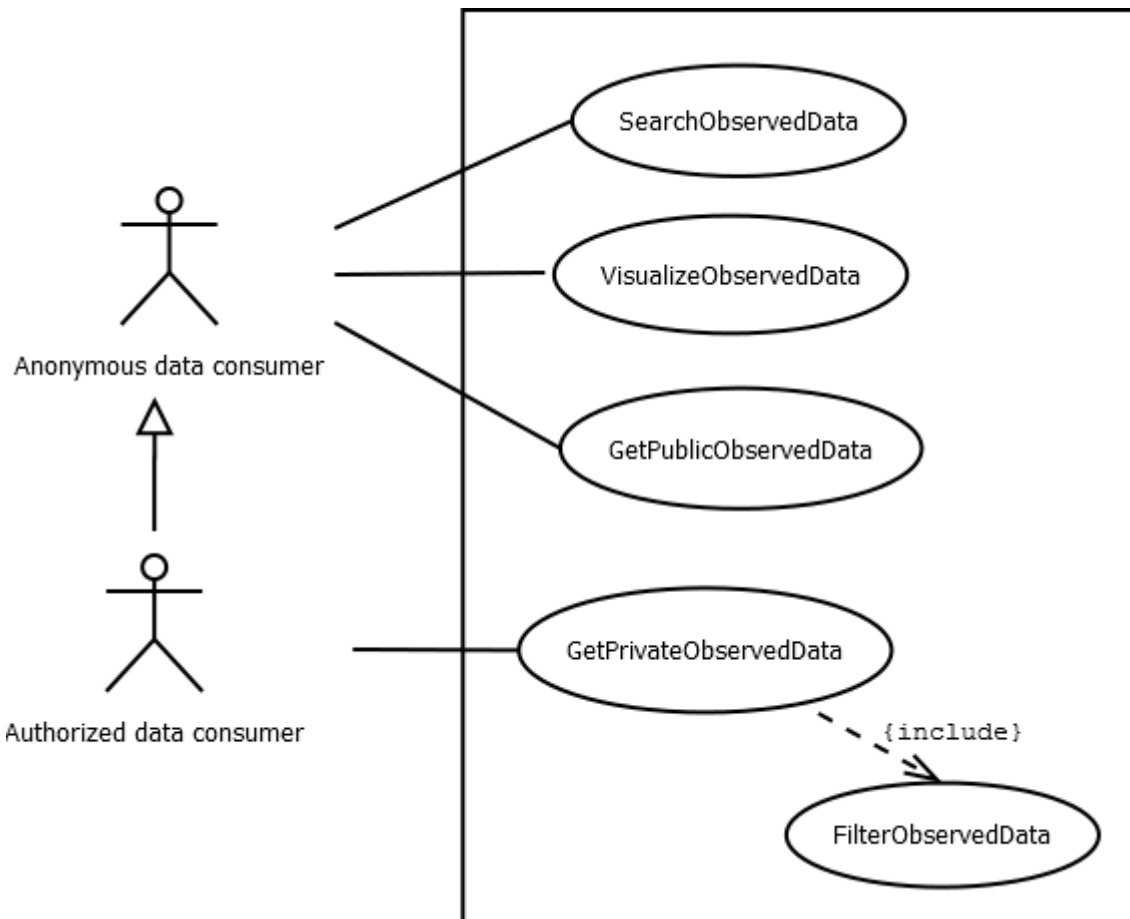 SearchObservedData
VisualizeObservedData
Anonymous data consumer
GetPublicObservedData
GetPrivateObservedData
Authorized data consumer
{include}
FilterObservedData